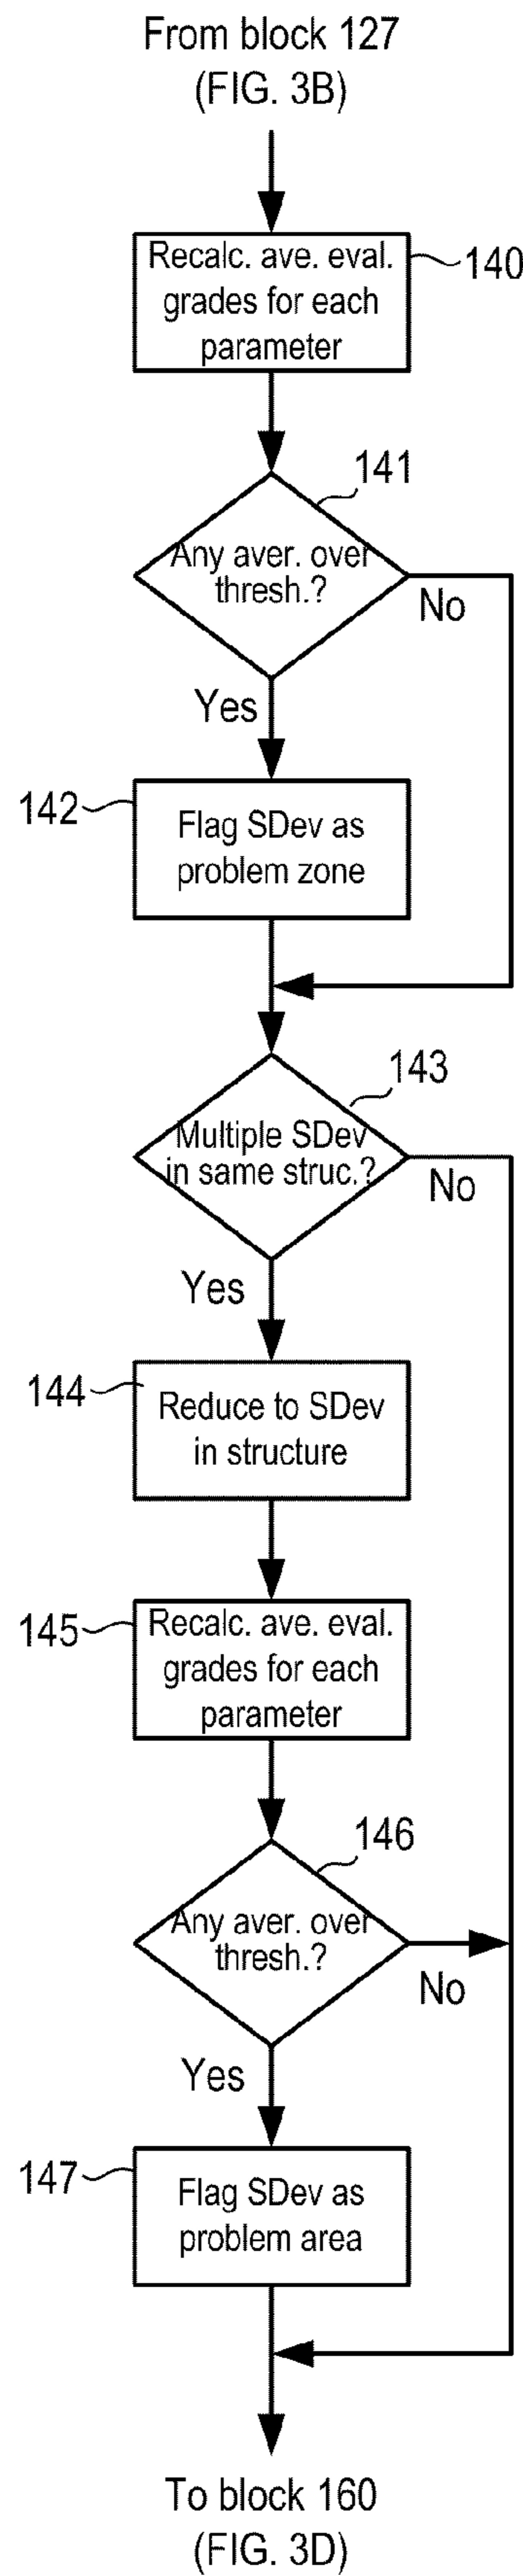 From block 127
(FIG. 3B)
Recalc. ave. eval.
grades for each
parameter
140
141
Any aver. over
thresh.?
No
Yes
142
Flag SDev as
problem zone
143
Multiple SDev
in same struc.?
No
Yes
144
Reduce to SDev
in structure
145
Recalc. ave. eval.
grades for each
parameter
146
Any aver. over
thresh.?
No
Yes
147
Flag SDev as
problem area
To block 160
(FIG. 3D)